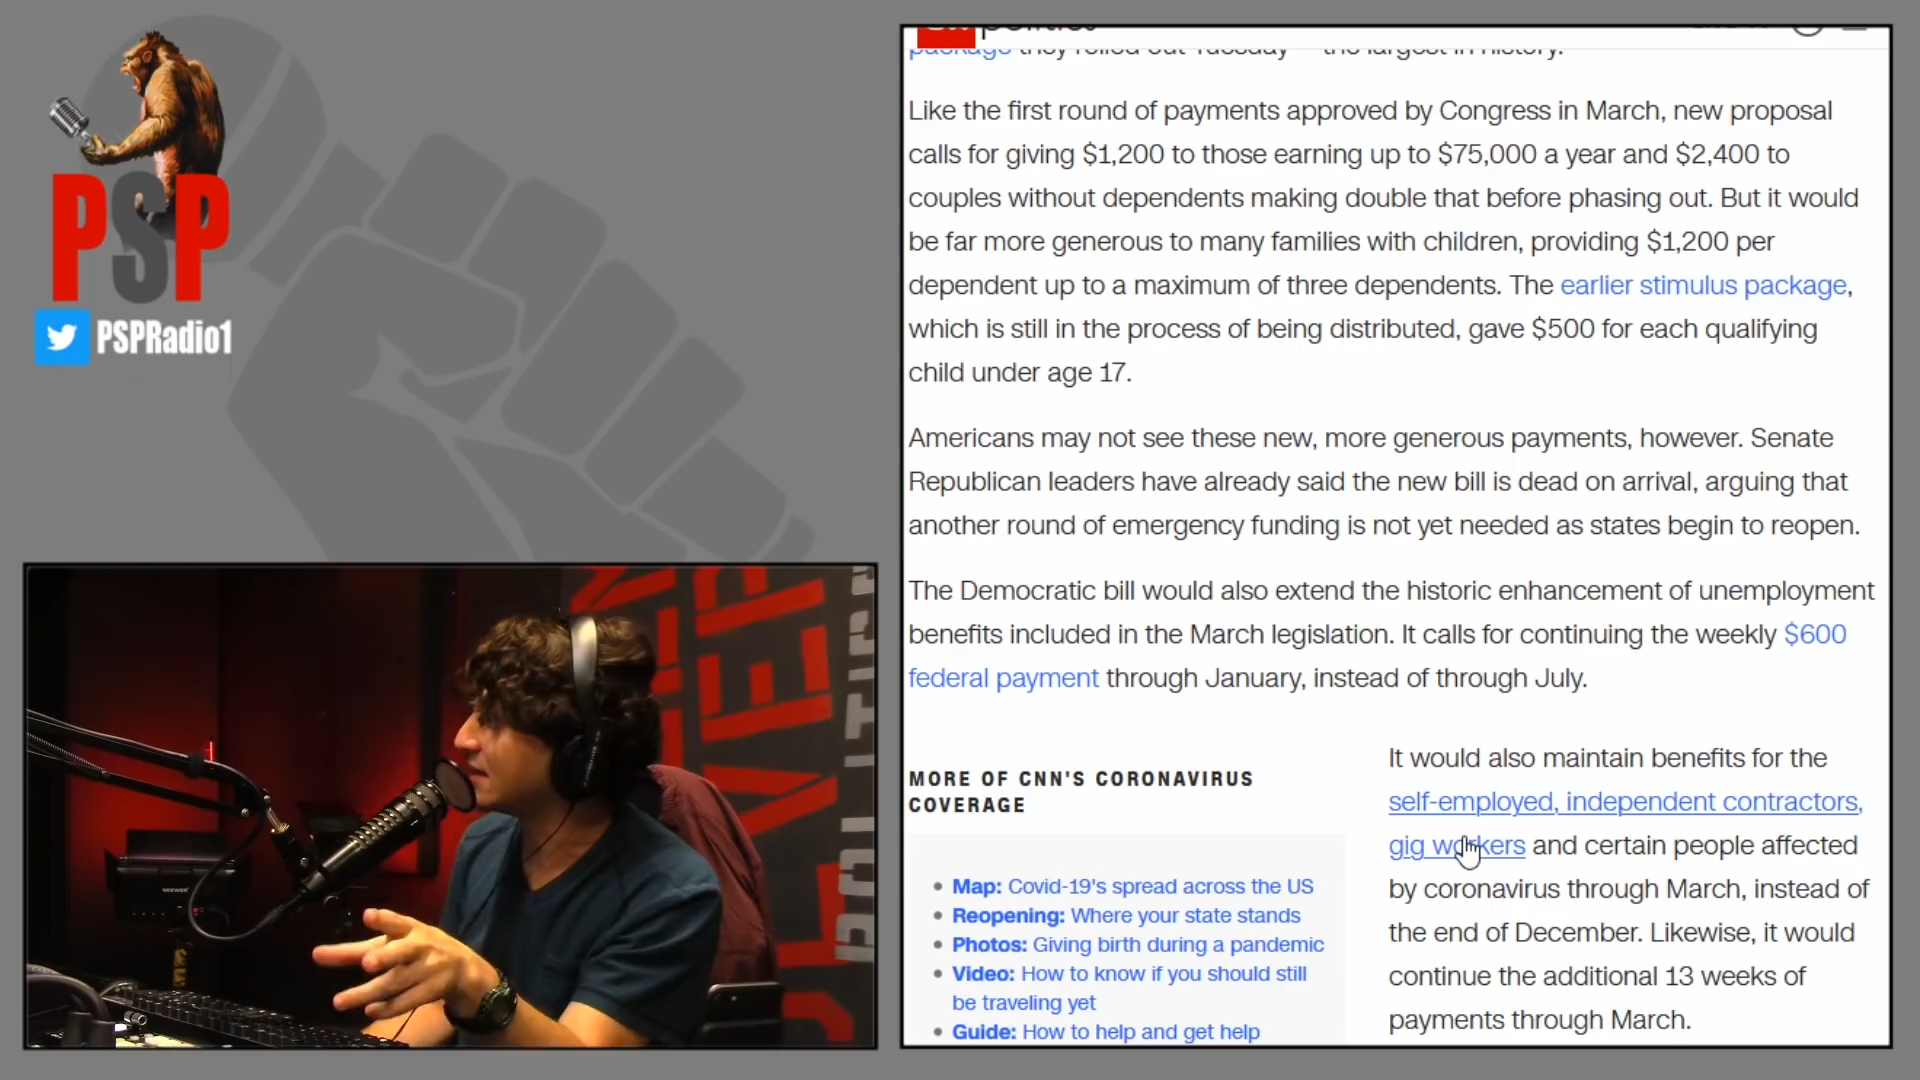 PSP
PSPRadio1
politics
package they rolled out Tuesday — the largest in history.
Like the first round of payments approved by Congress in March, new proposal
calls for giving $1,200 to those earning up to $75,000 a year and $2,400 to
couples without dependents making double that before phasing out. But it would
be far more generous to many families with children, providing $1,200 per
dependent up to a maximum of three dependents. The earlier stimulus package,
which is still in the process of being distributed, gave $500 for each qualifying
child under age 17.
Americans may not see these new, more generous payments, however. Senate
Republican leaders have already said the new bill is dead on arrival, arguing that
another round of emergency funding is not yet needed as states begin to reopen.
The Democratic bill would also extend the historic enhancement of unemployment
benefits included in the March legislation. It calls for continuing the weekly $600
federal payment through January, instead of through July.
MORE OF CNN'S CORONAVIRUS
COVERAGE
Map: Covid-19's spread across the US
Reopening: Where your state stands
Photos: Giving birth during a pandemic
Video: How to know if you should still
be traveling yet
Guide: How to help and get help
It would also maintain benefits for the
self-employed, independent contractors,
gig workers and certain people affected
by coronavirus through March, instead of
the end of December. Likewise, it would
continue the additional 13 weeks of
payments through March.
NEEWER